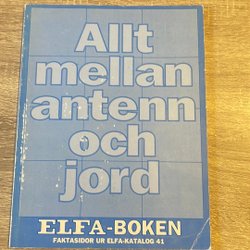 Allt
mellan
antenn
och
jord
ELFA-BOKEN
FAKTASIDOR UR ELFA-KATALOG 41